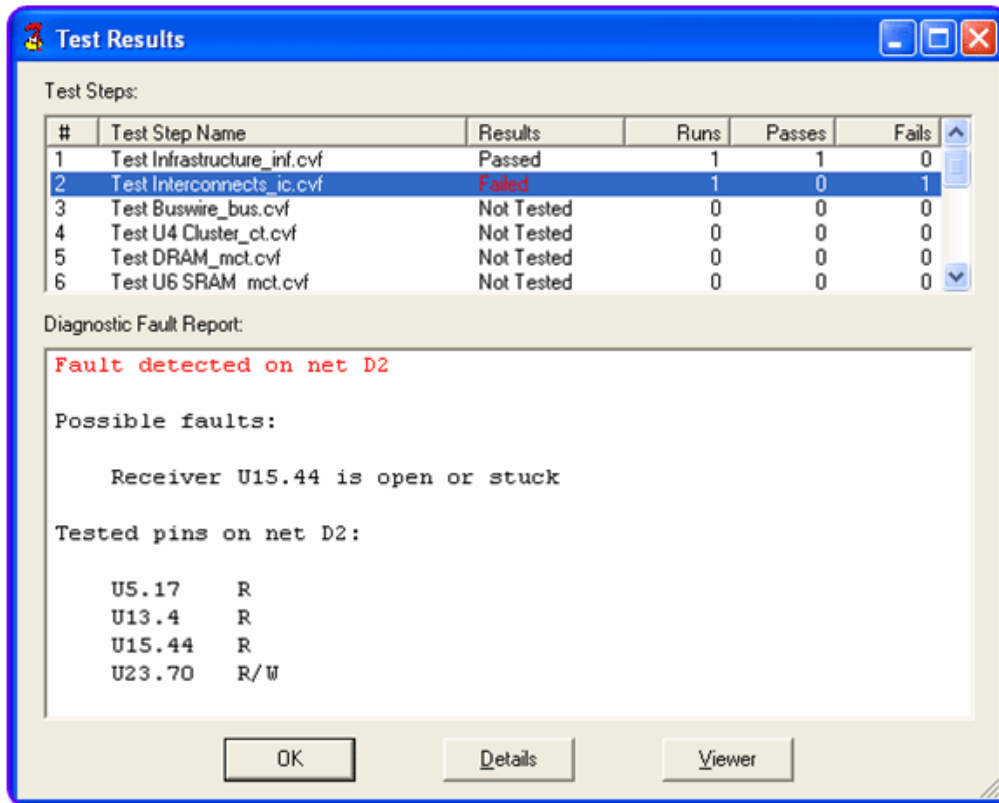 Test Results
Test Steps:
# Test Step Name Results Runs Passes Fails
1 Test Infrastructure_inf.cvf Passed 1 1 0
2 Test Interconnects_ic.cvf Failed 1 0 1
3 Test Buswire_bus.cvf Not Tested 0 0 0
4 Test U4 Cluster_ct.cvf Not Tested 0 0 0
5 Test DRAM_mct.cvf Not Tested 0 0 0
6 Test U6 SRAM_mct.cvf Not Tested 0 0 0
Diagnostic Fault Report:
Fault detected on net D2
Possible faults:
Receiver U15.44 is open or stuck
Tested pins on net D2:
U5.17 R
U13.4 R
U15.44 R
U23.70 R/W
OK Details Viewer